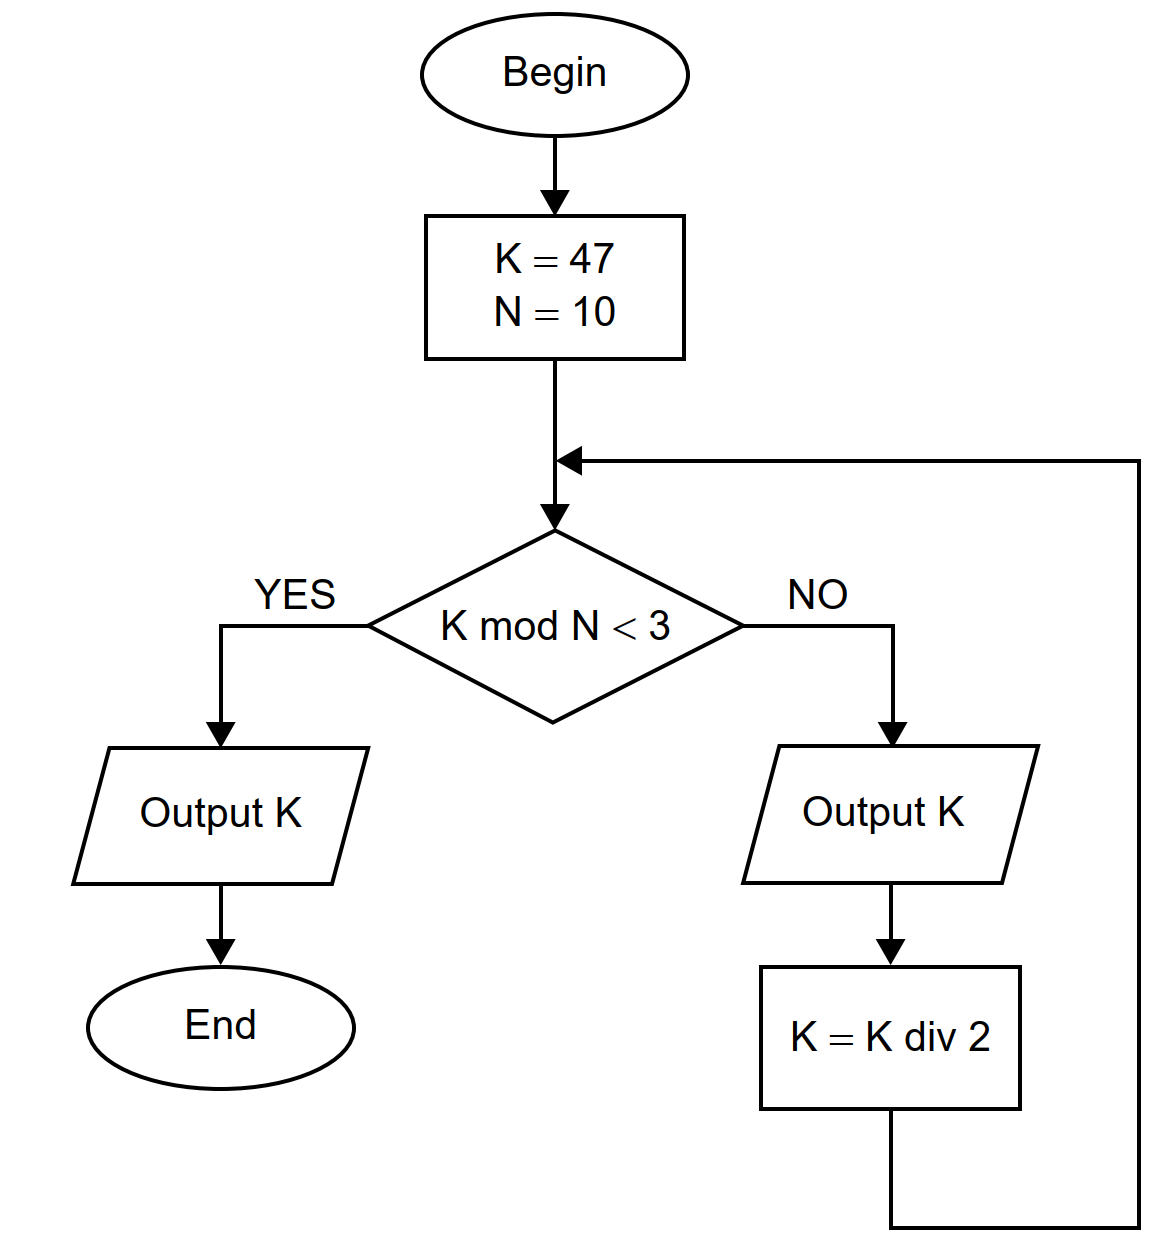 Begin
K = 47
N = 10
YES
NO
K mod N < 3
Output K
Output K
End
K = K div 2